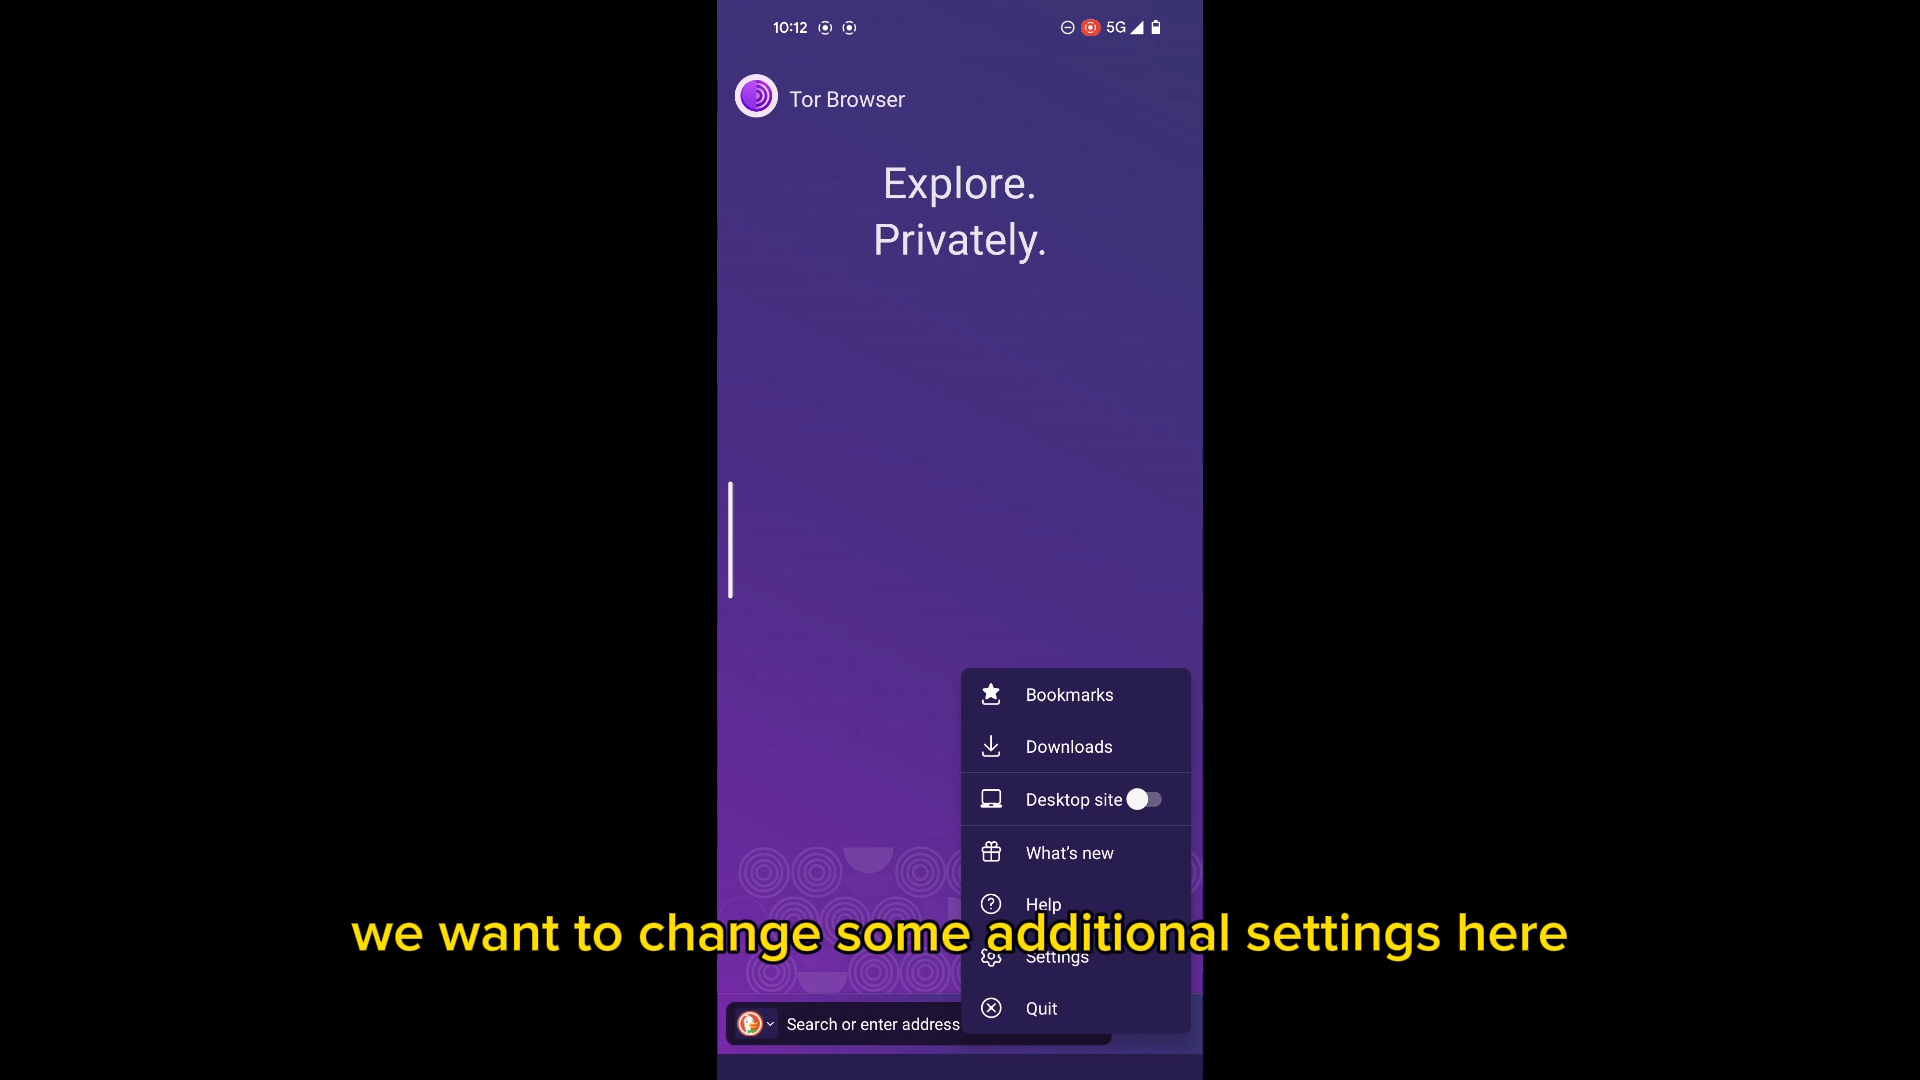 10:12
5G
Tor Browser
Explore.
Privately.
Bookmarks
Downloads
Desktop site
What's new
Help
we want to change some additional settings here
Settings
Quit
Search or enter address